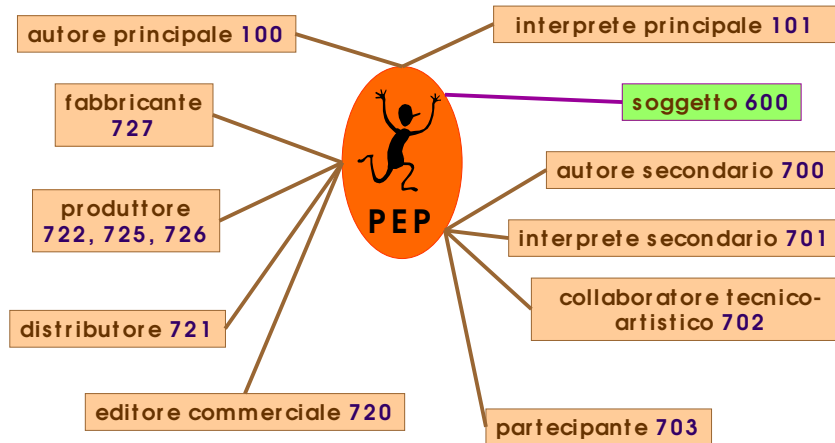 autore principale 100
interprete principale 101
fabbricante
727
soggetto 600
autore secondario 700
produttore
722, 725, 726
PEP
interprete secondario 701
collaboratore tecnico-
artistico 702
distributore 721
editore commerciale 720
partecipante 703